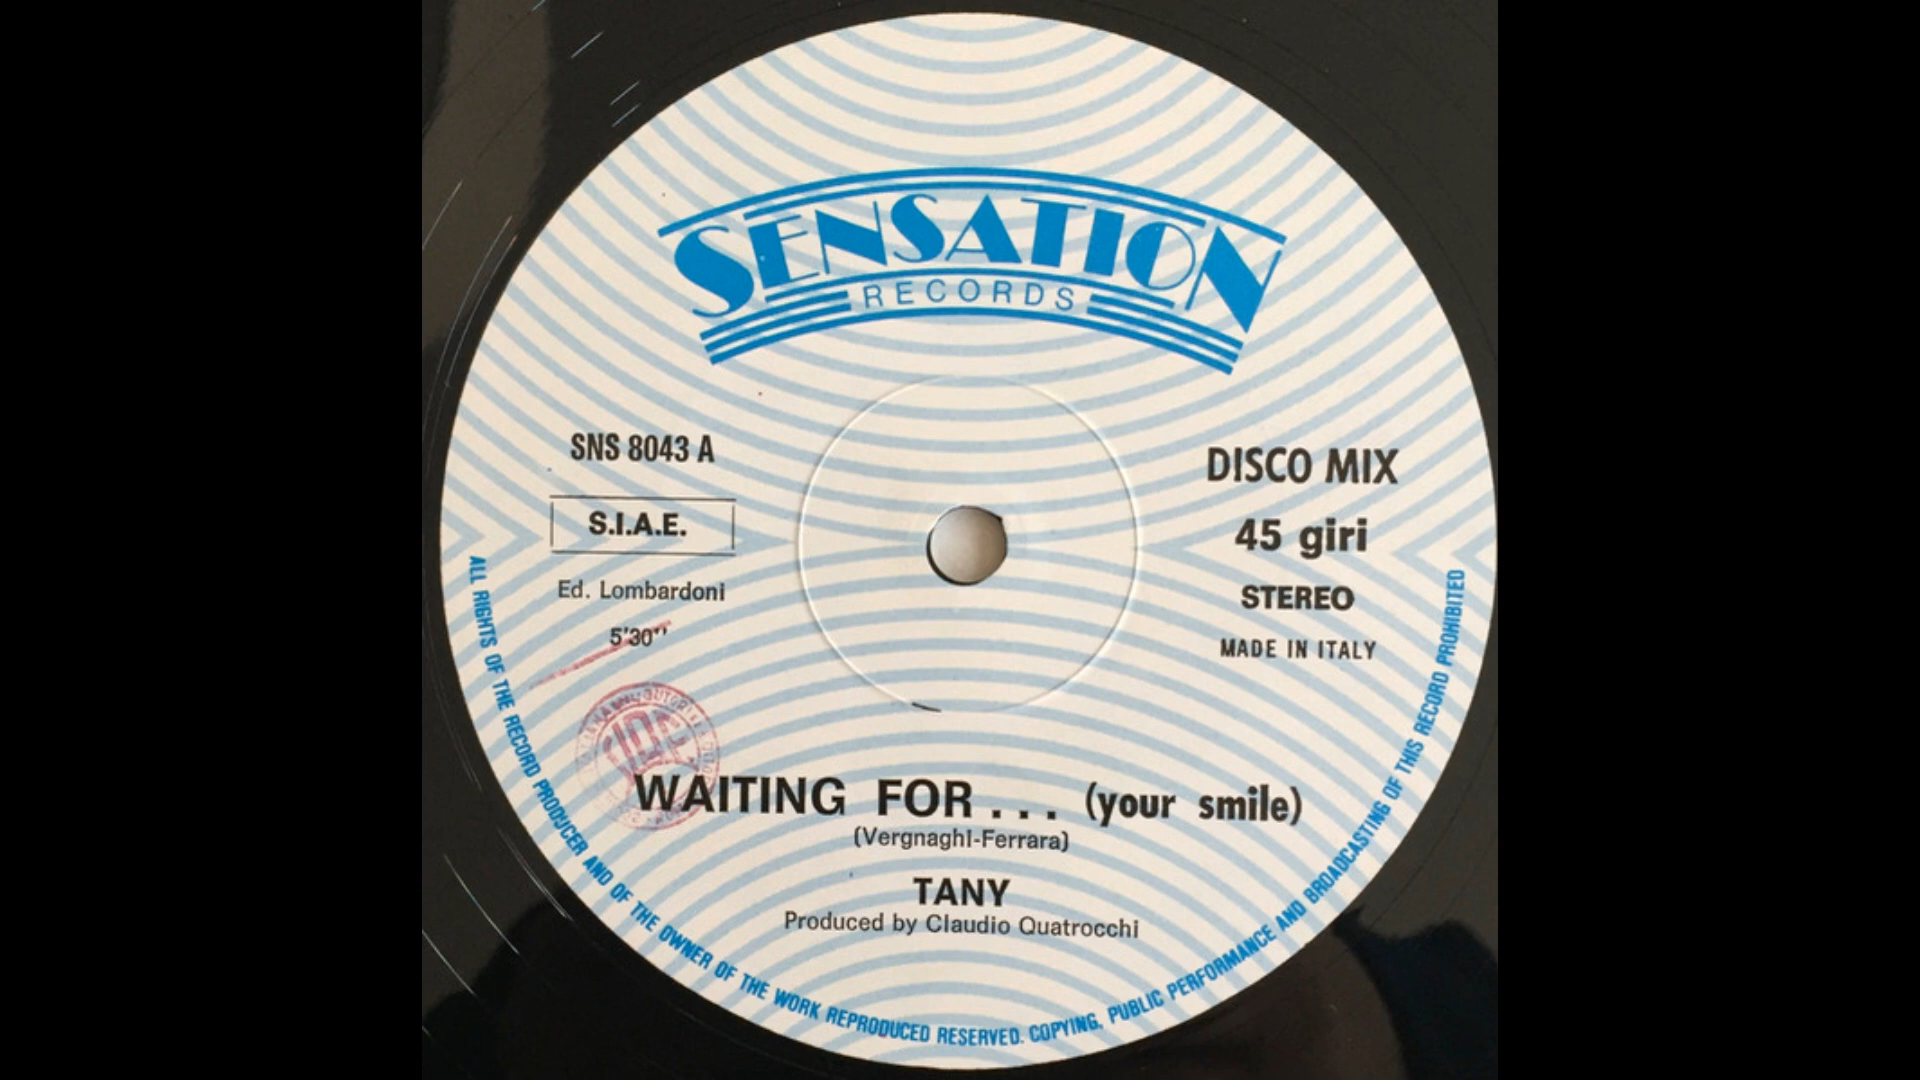 SENSATION
RECORDS
SNS 8043 A
S.I.A.E.
Ed. Lombardoni
5'30''
DISCO MIX
45 giri
STEREO
MADE IN ITALY
WAITING FOR... (your smile)
(Vergnaghi-Ferrara)
TANY
Produced by Claudio Quatrocchi
ALL RIGHTS OF THE RECORD PRODUCER AND OF THE OWNER OF THE WORK REPRODUCED RESERVED. COPYING, PUBLIC PERFORMANCE AND BROADCASTING OF THIS RECORD PROHIBITED